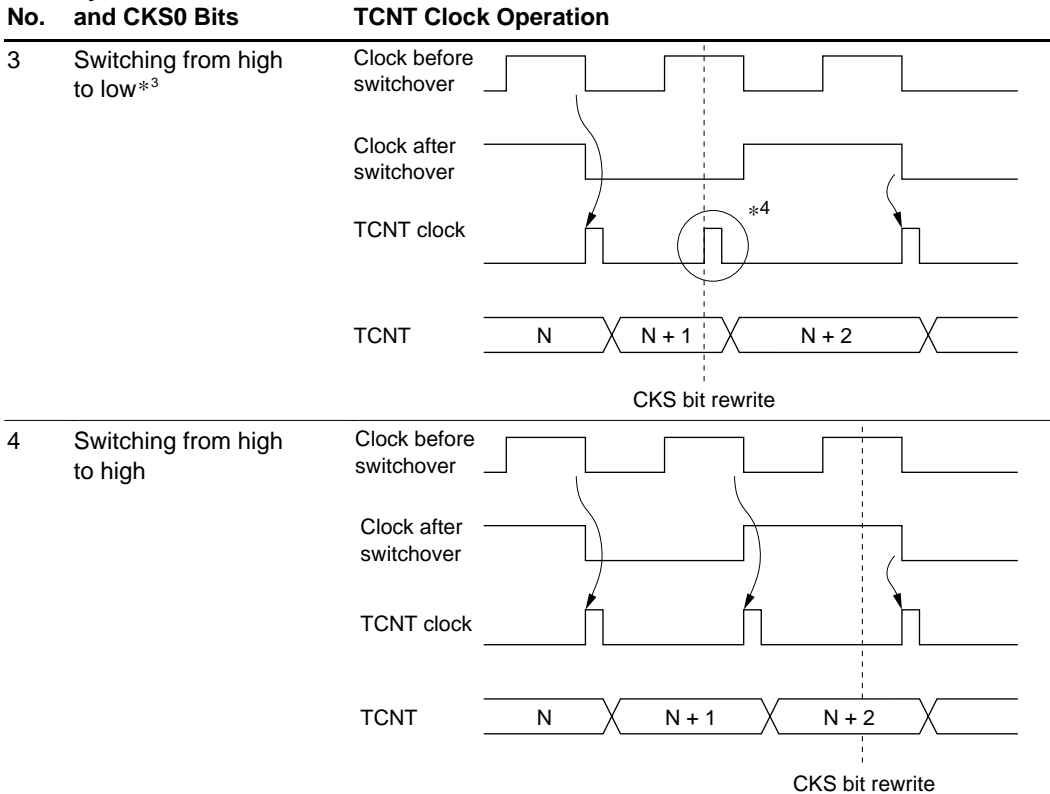 No. and CKS0 Bits TCNT Clock Operation
3 Switching from high to low*3
Clock before switchover
Clock after switchover
*4
TCNT clock
TCNT N N + 1 N + 2
CKS bit rewrite
4 Switching from high to high
Clock before switchover
Clock after switchover
TCNT clock
TCNT N N + 1 N + 2
CKS bit rewrite